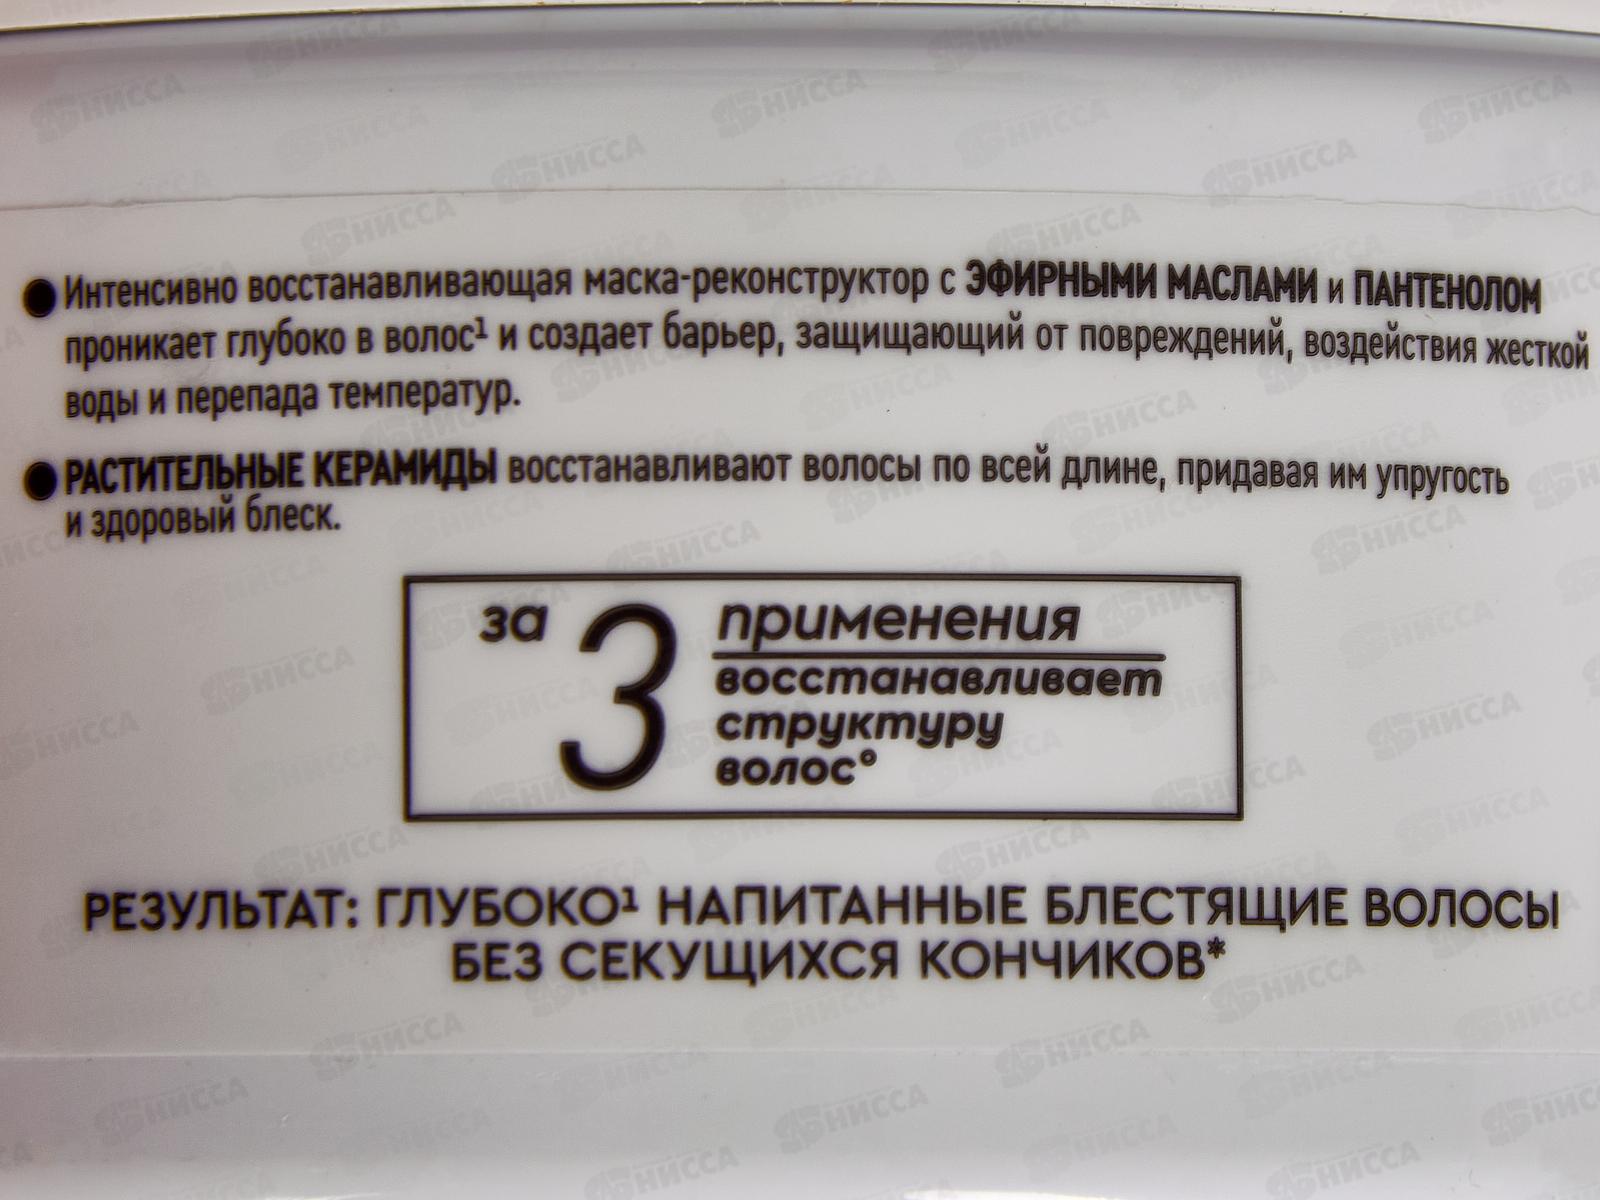 ● Интенсивно восстанавливающая маска-реконструктор с ЭФИРНЫМИ МАСЛАМИ и ПАНТЕНОЛОМ
проникает глубоко в волос¹ и создает барьер, защищающий от повреждений, воздействия жесткой
воды и перепада температур.
● РАСТИТЕЛЬНЫЕ КЕРАМИДЫ восстанавливают волосы по всей длине, придавая им упругость
и здоровый блеск.
за 3 применения
восстанавливает
структуру
волос°
РЕЗУЛЬТАТ: ГЛУБОКО¹ НАПИТАННЫЕ БЛЕСТЯЩИЕ ВОЛОСЫ
БЕЗ СЕКУЩИХСЯ КОНЧИКОВ*